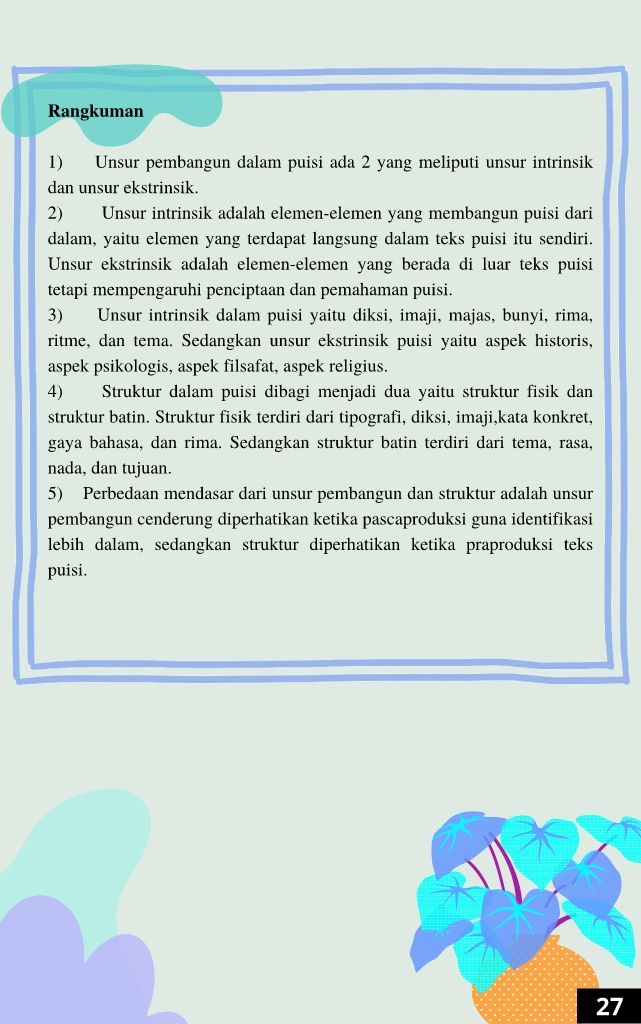 Rangkuman
1) Unsur pembangun dalam puisi ada 2 yang meliputi unsur intrinsik
dan unsur ekstrinsik.
2) Unsur intrinsik adalah elemen-elemen yang membangun puisi dari
dalam, yaitu elemen yang terdapat langsung dalam teks puisi itu sendiri.
Unsur ekstrinsik adalah elemen-elemen yang berada di luar teks puisi
tetapi mempengaruhi penciptaan dan pemahaman puisi.
3) Unsur intrinsik dalam puisi yaitu diksi, imaji, majas, bunyi, rima,
ritme, dan tema. Sedangkan unsur ekstrinsik puisi yaitu aspek historis,
aspek psikologis, aspek filsafat, aspek religius.
4) Struktur dalam puisi dibagi menjadi dua yaitu struktur fisik dan
struktur batin. Struktur fisik terdiri dari tipografi, diksi, imaji,kata konkret,
gaya bahasa, dan rima. Sedangkan struktur batin terdiri dari tema, rasa,
nada, dan tujuan.
5) Perbedaan mendasar dari unsur pembangun dan struktur adalah unsur
pembangun cenderung diperhatikan ketika pascaproduksi guna identifikasi
lebih dalam, sedangkan struktur diperhatikan ketika praproduksi teks
puisi.
27